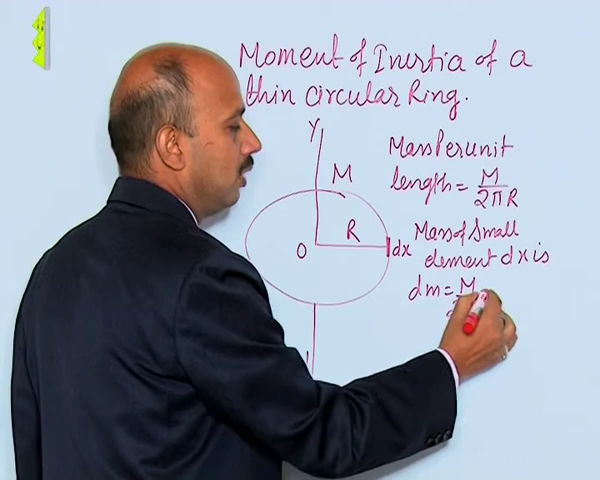 Moment of Inertia of a
thin circular Ring.
Y
M
Mass Per unit
length = M / 2πR
R
O
dx
Mass of Small
element dx is
dm = M